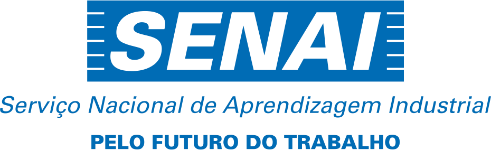 SENAI
Serviço Nacional de Aprendizagem Industrial
PELO FUTURO DO TRABALHO